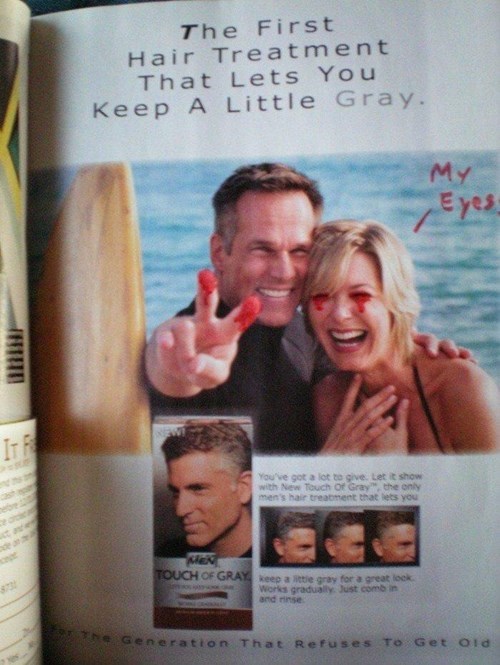 The First
Hair Treatment
That Lets You
Keep A Little Gray.
My
Eyes
You've got a lot to give. Let it show
with New Touch Of Gray™, the only
men's hair treatment that lets you
keep a little gray for a great look.
Works gradually. Just comb in
and rinse.
MEN
TOUCH OF GRAY
For The Generation That Refuses To Get Old
IT
8731